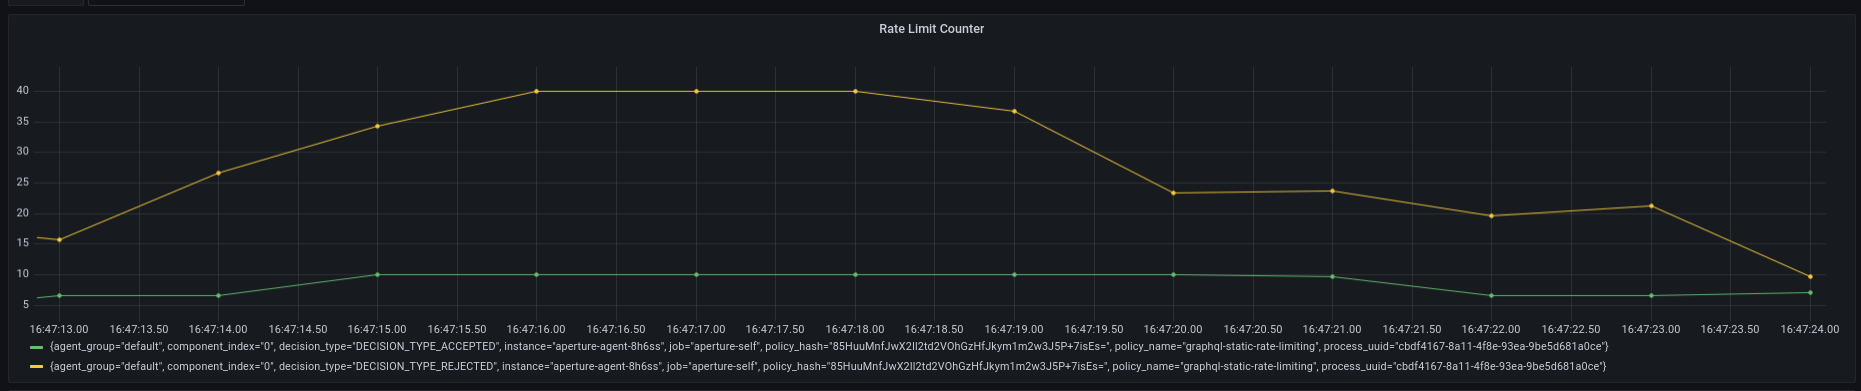 Rate Limit Counter
40
35
30
25
20
15
10
5
16:47:13.00 16:47:13.50 16:47:14.00 16:47:14.50 16:47:15.00 16:47:15.50 16:47:16.00 16:47:16.50 16:47:17.00 16:47:17.50 16:47:18.00 16:47:18.50 16:47:19.00 16:47:19.50 16:47:20.00 16:47:20.50 16:47:21.00 16:47:21.50 16:47:22.00 16:47:22.50 16:47:23.00 16:47:23.50 16:47:24.00
{agent_group="default", component_index="0", decision_type="DECISION_TYPE_ACCEPTED", instance="aperture-agent-8h6ss", job="aperture-self", policy_hash="85HuuMnfJwX2II2td2VOhGzHfJkym1m2w3J5P+7isEs=", policy_name="graphql-static-rate-limiting", process_uuid="cbdf4167-8a11-4f8e-93ea-9be5d681a0ce"}
{agent_group="default", component_index="0", decision_type="DECISION_TYPE_REJECTED", instance="aperture-agent-8h6ss", job="aperture-self", policy_hash="85HuuMnfJwX2II2td2VOhGzHfJkym1m2w3J5P+7isEs=", policy_name="graphql-static-rate-limiting", process_uuid="cbdf4167-8a11-4f8e-93ea-9be5d681a0ce"}